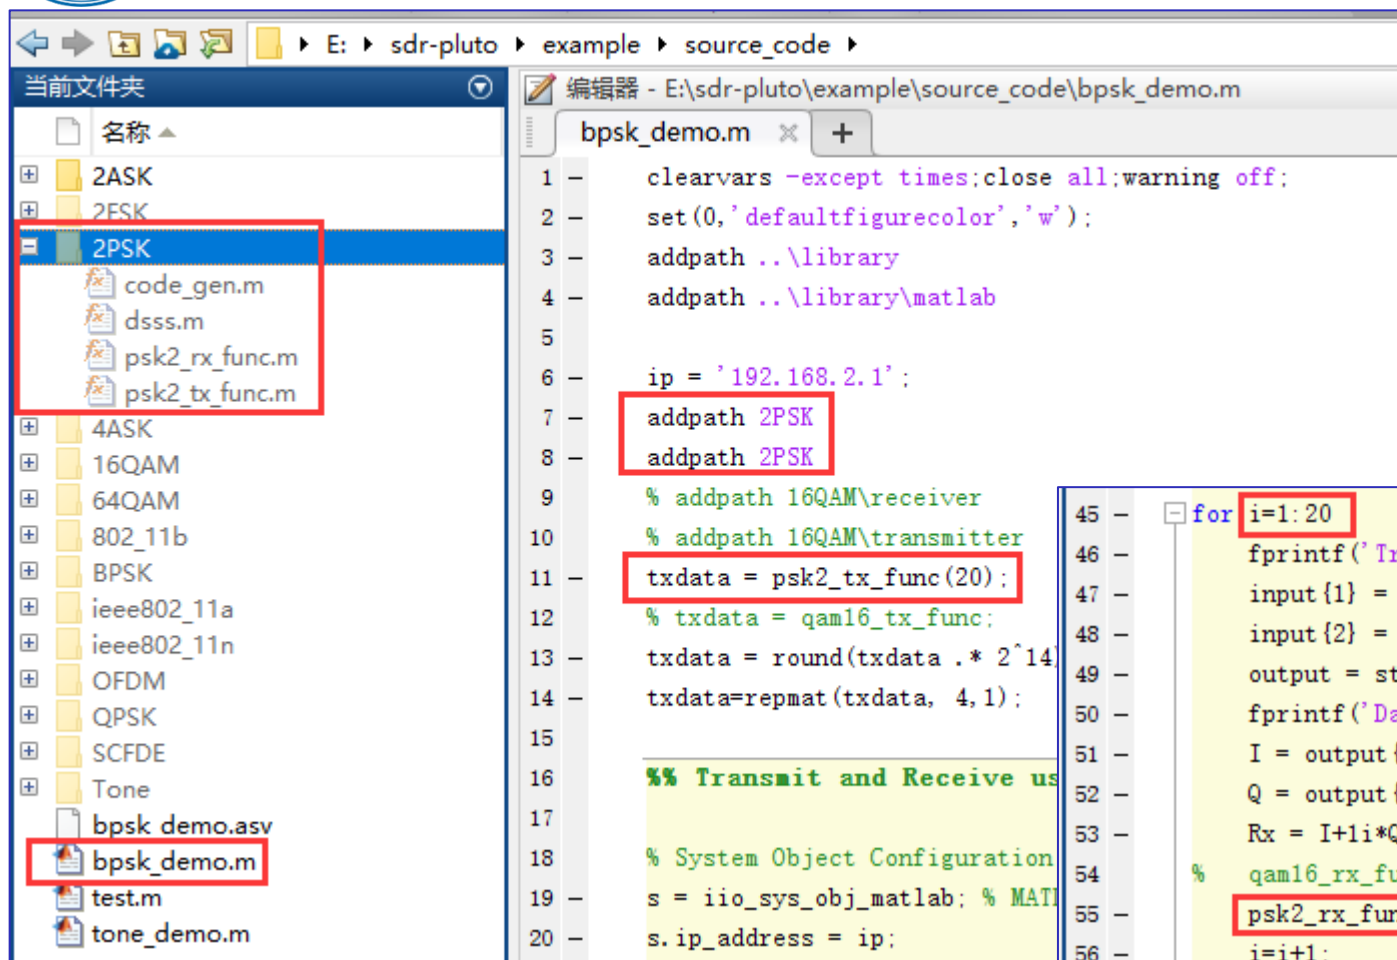 E: sdr-pluto example source_code
当前文件夹
名称
2ASK
2FSK
2PSK
code_gen.m
dsss.m
psk2_rx_func.m
psk2_tx_func.m
4ASK
16QAM
64QAM
802_11b
BPSK
ieee802_11a
ieee802_11n
OFDM
QPSK
SCFDE
Tone
bpsk_demo.asv
bpsk_demo.m
test.m
tone_demo.m
编辑器 - E:\sdr-pluto\example\source_code\bpsk_demo.m
bpsk_demo.m × +
1 – clearvars -except times;close all;warning off;
2 – set(0,'defaultfigurecolor','w');
3 – addpath ..\library
4 – addpath ..\library\matlab
5
6 – ip = '192.168.2.1';
7 – addpath 2PSK
8 – addpath 2PSK
9 % addpath 16QAM\receiver
10 % addpath 16QAM\transmitter
11 – txdata = psk2_tx_func(20);
12 % txdata = qam16_tx_func;
13 – txdata = round(txdata .* 2^14)
14 – txdata=repmat(txdata, 4,1);
15
16 %% Transmit and Receive us
17
18 % System Object Configuration
19 – s = iio_sys_obj_matlab; % MATL
20 – s.ip_address = ip;
45 – for i=1:20
46 – fprintf('Tr
47 – input{1} =
48 – input{2} =
49 – output = st
50 – fprintf('Da
51 – I = output{
52 – Q = output{
53 – Rx = I+1i*Q
54 % qam16_rx_fu
55 – psk2_rx_fun
56 – i=i+1;